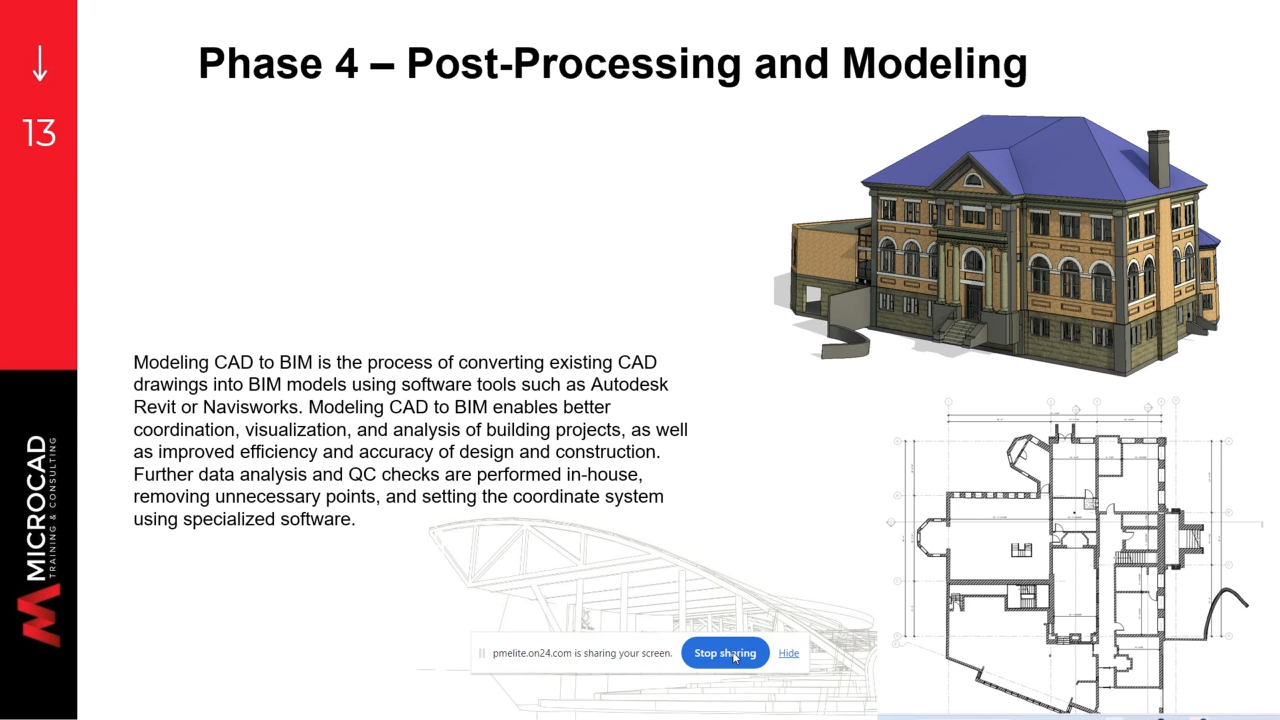 Phase 4 – Post-Processing and Modeling
13
Modeling CAD to BIM is the process of converting existing CAD
drawings into BIM models using software tools such as Autodesk
Revit or Navisworks. Modeling CAD to BIM enables better
coordination, visualization, and analysis of building projects, as well
as improved efficiency and accuracy of design and construction.
Further data analysis and QC checks are performed in-house,
removing unnecessary points, and setting the coordinate system
using specialized software.
MICROCAD
TRAINING & CONSULTING
pmelite.on24.com is sharing your screen.
Stop sharing
Hide